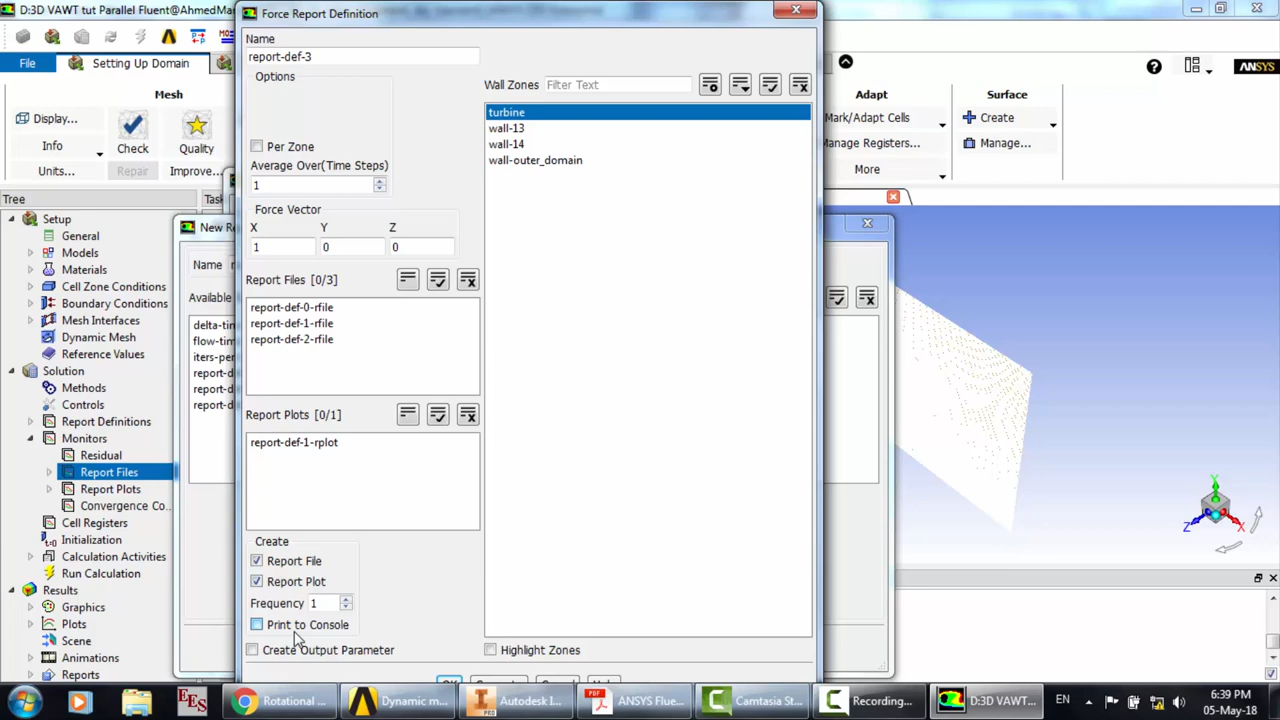 D:3D VAWT tut Parallel Fluent@AhmedMar
Force Report Definition
File
Setting Up Domain
ANSYS
Mesh
Display...
Info
Units...
Check
Repair
Quality
Improve...
Adapt
Mark/Adapt Cells
Manage Registers...
More
Surface
Create
Manage...
Name
report-def-3
Options
Per Zone
Average Over(Time Steps)
1
Force Vector
X Y Z
1 0 0
Report Files [0/3]
report-def-0-rfile
report-def-1-rfile
report-def-2-rfile
Report Plots [0/1]
report-def-1-rplot
Create
Report File
Report Plot
Frequency 1
Print to Console
Create Output Parameter
Wall Zones Filter Text
turbine
wall-13
wall-14
wall-outer_domain
Highlight Zones
OK
Tree
Task
Setup
General
Models
Materials
Cell Zone Conditions
Boundary Conditions
Mesh Interfaces
Dynamic Mesh
Reference Values
Solution
Methods
Controls
Report Definitions
Monitors
Residual
Report Files
Report Plots
Convergence Co...
Cell Registers
Initialization
Calculation Activities
Run Calculation
Results
Graphics
Plots
Scene
Animations
Reports
New Re
Name
Available
delta-tim
flow-tim
iters-per
report-d
report-d
report-d
Y
Z
X
Rotational ...
Dynamic m...
Autodesk I...
ANSYS Flue...
Camtasia St...
Recording...
D:3D VAWT...
EN
6:39 PM
05-May-18